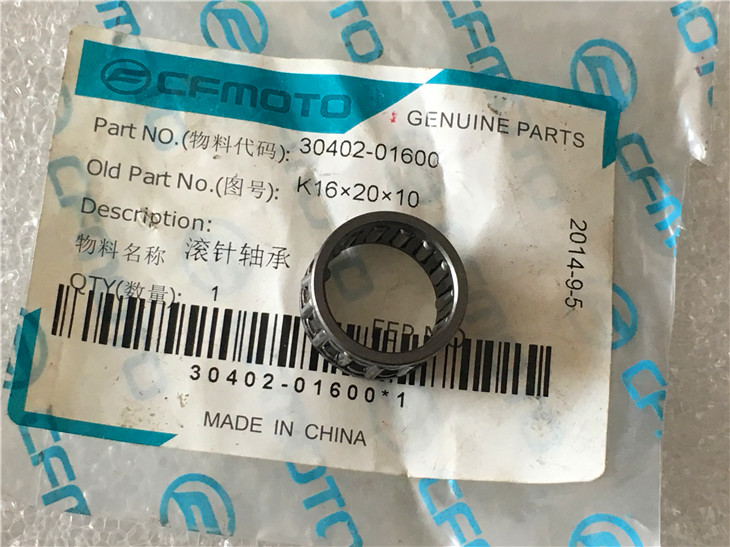 CFMOTO
GENUINE PARTS
Part NO.(物料代码): 30402-01600
Old Part No.(图号): K16×20×10
Description:
物料名称 滚针轴承
QTY(数量): 1
2014-9-5
30402-01600*1
MADE IN CHINA
CFMOTO
CFMOTO